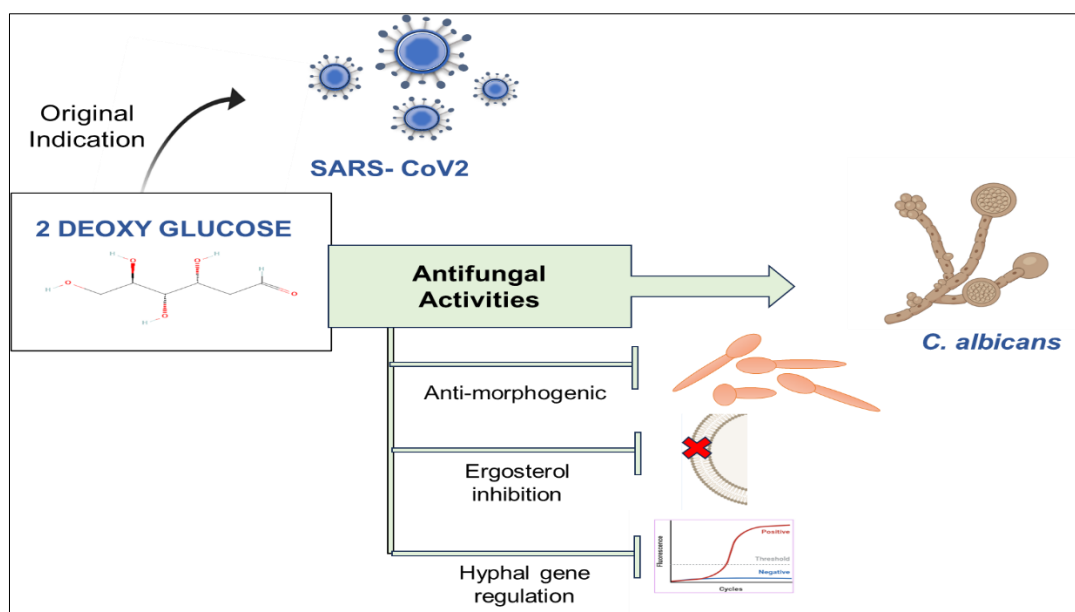 Original
Indication
SARS- CoV2
2 DEOXY GLUCOSE
H
H
O
O
H
H
O
O
O
H
Antifungal
Activities
C. albicans
Anti-morphogenic
Ergosterol
inhibition
Hyphal gene
regulation
Fluorescence
Positive
Threshold
Negative
Cycles